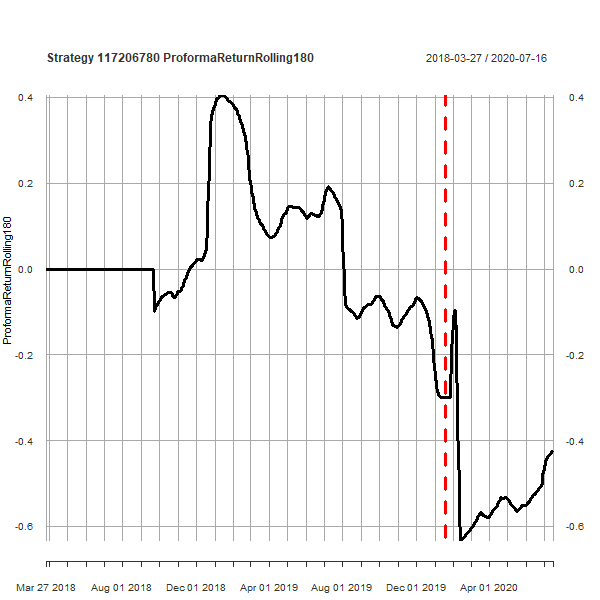 Strategy 117206780 ProformaReturnRolling180 2018-03-27 / 2020-07-16
ProformaReturnRolling180
0.4 0.4
0.2 0.2
0.0 0.0
-0.2 -0.2
-0.4 -0.4
-0.6 -0.6
Mar 27 2018 Aug 01 2018 Dec 01 2018 Apr 01 2019 Aug 01 2019 Dec 01 2019 Apr 01 2020